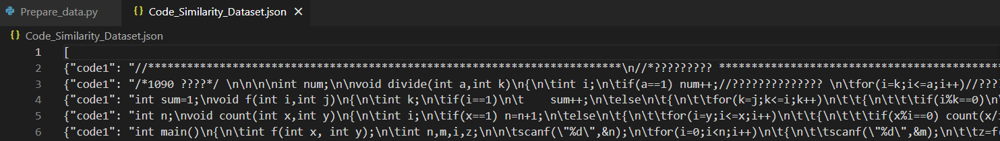 Prepare_data.py
{} Code_Similarity_Dataset.json ×
{} Code_Similarity_Dataset.json
1 [
2 {"code1": "//*************************************************************************\n//*????????? *******************************************
3 {"code1": "/*1090 ????*/ \n\n\n\nint num;\n\nvoid divide(int a,int k)\n{\n\tint i;\n\tif(a==1) num++;//?????????????? \n\tfor(i=k;i<=a;i++)//????
4 {"code1": "int sum=1;\nvoid f(int i,int j)\n{\n\tint k;\n\tif(i==1)\n\t    sum++;\n\telse\n\t{\n\t\tfor(k=j;k<=i;k++)\n\t\t{\n\t\t\tif(i%k==0)\n\
5 {"code1": "int n;\nvoid count(int x,int y)\n{\n\tint i;\n\tif(x==1) n=n+1;\n\telse\n\t{\n\t\tfor(i=y;i<=x;i++)\n\t\t{\n\t\t\tif(x%i==0) count(x/
6 {"code1": "int main()\n{\n\tint f(int x, int y);\n\tint n,m,i,z;\n\n\tscanf(\"%d\",&n);\n\tfor(i=0;i<n;i++)\n\t{\n\t\tscanf(\"%d\",&m);\n\t\tz=f